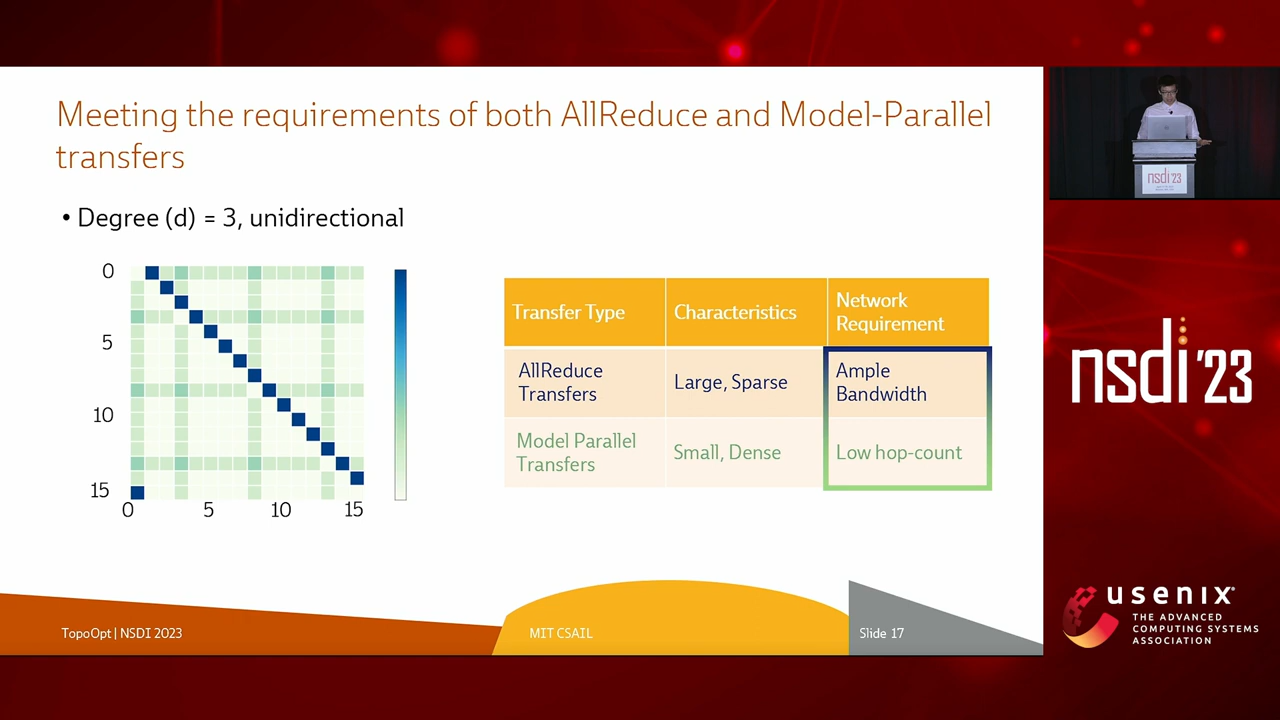 Meeting the requirements of both AllReduce and Model-Parallel
transfers
• Degree (d) = 3, unidirectional
0
5
10
15
0
5
10
15
Transfer Type
Characteristics
Network
Requirement
AllReduce
Transfers
Large, Sparse
Ample
Bandwidth
Model Parallel
Transfers
Small, Dense
Low hop-count
TopoOpt | NSDI 2023
MIT CSAIL
Slide 17
nsdi '23
nsdi '23
usenix®
THE ADVANCED
COMPUTING SYSTEMS
ASSOCIATION